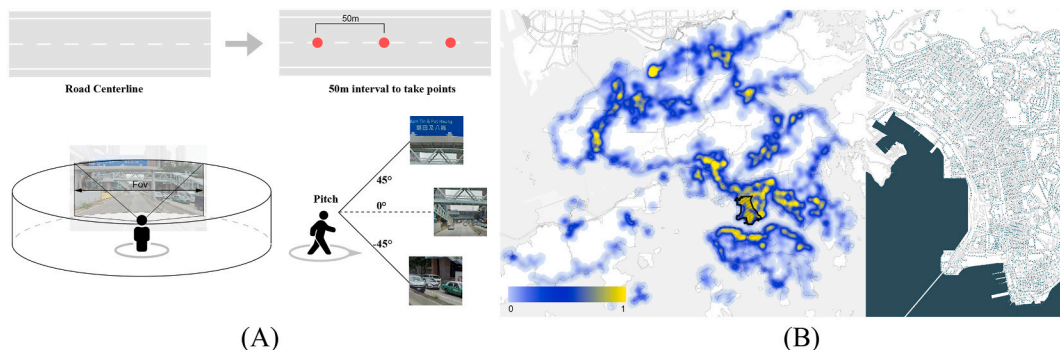 50m
Road Centerline
50m interval to take points
Fov
Pitch
45°
0°
-45°
0
1
(A)
(B)